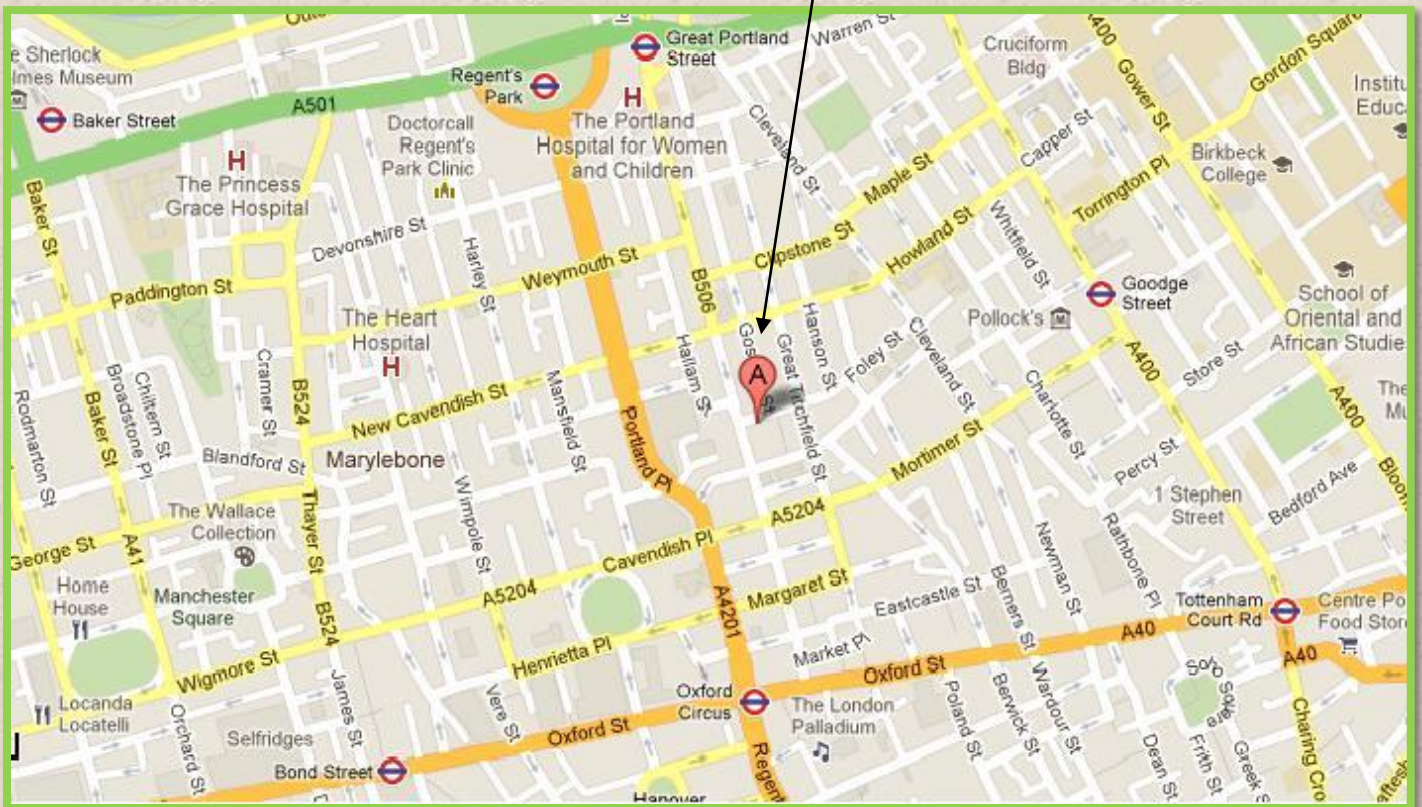 Warren St
Great Portland
Street
Cruciform
Bldg
A400
Gower St
Gordon Square
e Sherlock
lmes Museum
Regent's
Park
Baker Street
A501
H
The Portland
Hospital for Women
and Children
Doctorcall
Regent's
Park Clinic
Cleveland St
Capper St
Maple St
Birkbeck
College
Torrington Pl
H
The Princess
Grace Hospital
Baker St
Devonshire St
Harley St
Weymouth St
Clipstone St
Howland St
Whitfield St
Paddington St
B506
Goodge
Street
School of
Oriental and
African Studie
The Heart
Hospital
H
Hallam St
Great Titchfield St
Hanson St
Foley St
Cleveland St
Pollock's
M
A
A400
Store St
A400
Rodmarton St
Broadstone Pl
Chiltern St
Baker St
Cramer St
B524
New Cavendish St
Mansfield St
Portland Pl
Mortimer St
Charlotte St
Percy St
Blandford St
Marylebone
Wimpole St
1 Stephen
Street
Bedford Ave
The Wallace
Collection
Thayer St
A5204
Cavendish Pl
George St
A41
Newman St
Rathbone Pl
Home
House
Manchester
Square
B524
A5204
A4201
Margaret St
Eastcastle St
Berners St
Tottenham
Court Rd
A40
A40
Wigmore St
Henrietta Pl
Market Pl
Oxford St
Locanda
Locatelli
Orchard St
James St
Vere St
Oxford
Circus
The London
Palladium
Poland St
Berwick St
Wardour St
Soho Square
Selfridges
Oxford St
Bond Street
Dean St
Frith St
Greek S
Charing Cro
Hanover